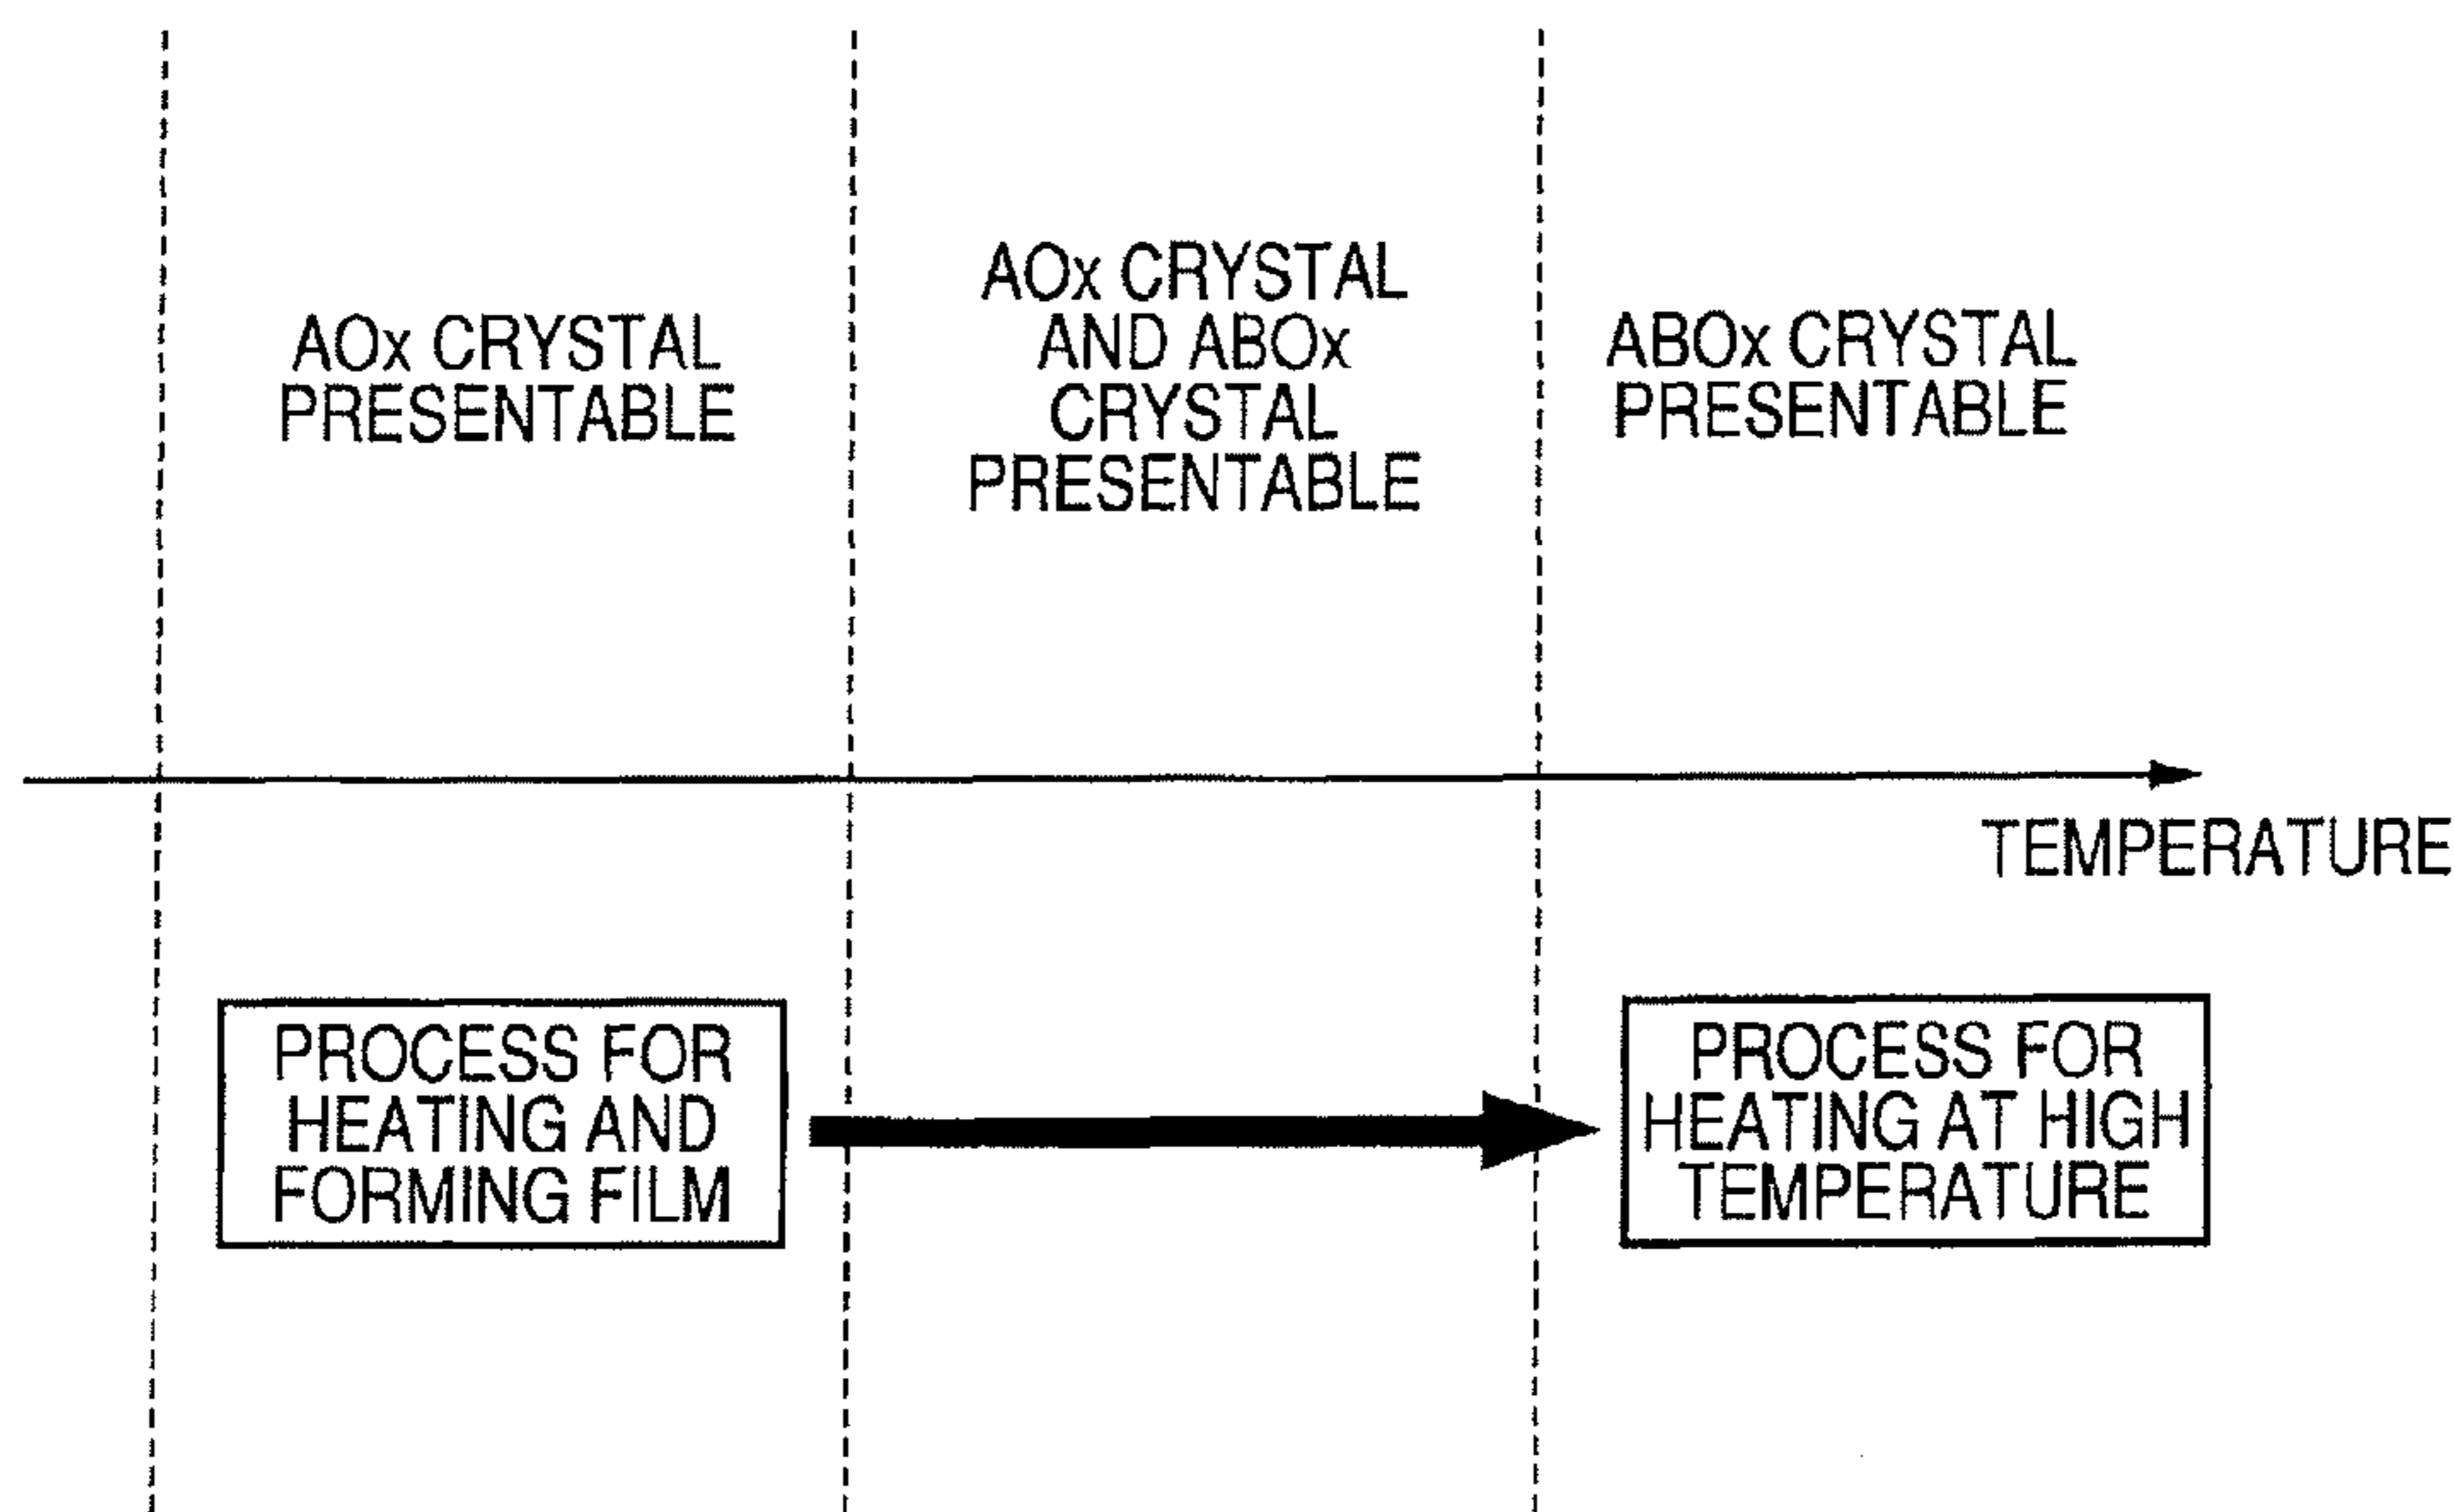 AOx CRYSTAL
PRESENTABLE
AOx CRYSTAL
AND ABOx
CRYSTAL
PRESENTABLE
ABOx CRYSTAL
PRESENTABLE
TEMPERATURE
PROCESS FOR
HEATING AND
FORMING FILM
PROCESS FOR
HEATING AT HIGH
TEMPERATURE